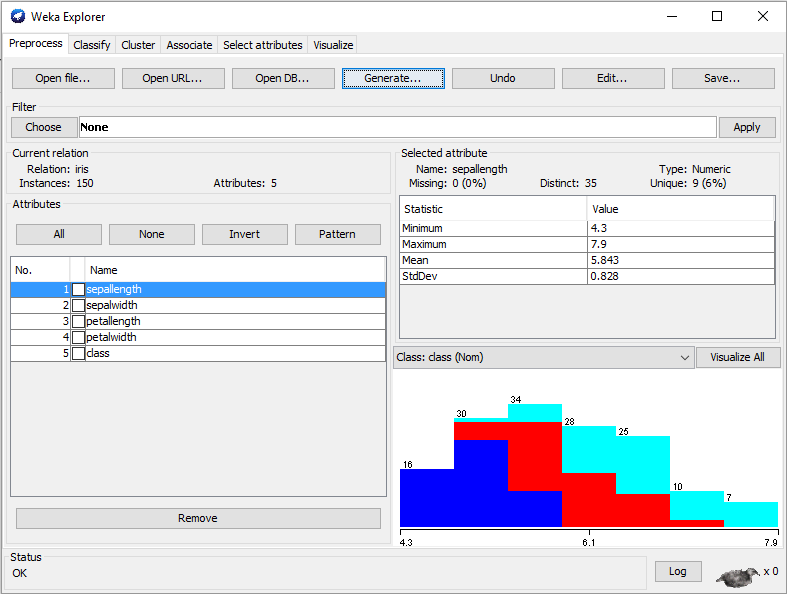 Weka Explorer
Preprocess Classify Cluster Associate Select attributes Visualize
Open file... Open URL... Open DB... Generate... Undo Edit... Save...
Filter
Choose None Apply
Current relation
Relation: iris
Instances: 150 Attributes: 5
Attributes
All None Invert Pattern
No. Name
1 sepallength
2 sepalwidth
3 petallength
4 petalwidth
5 class
Remove
Selected attribute
Name: sepallength Type: Numeric
Missing: 0 (0%) Distinct: 35 Unique: 9 (6%)
Statistic Value
Minimum 4.3
Maximum 7.9
Mean 5.843
StdDev 0.828
Class: class (Nom) Visualize All
16 30 34 28 25 10 7
4.3 6.1 7.9
Status
OK Log x 0